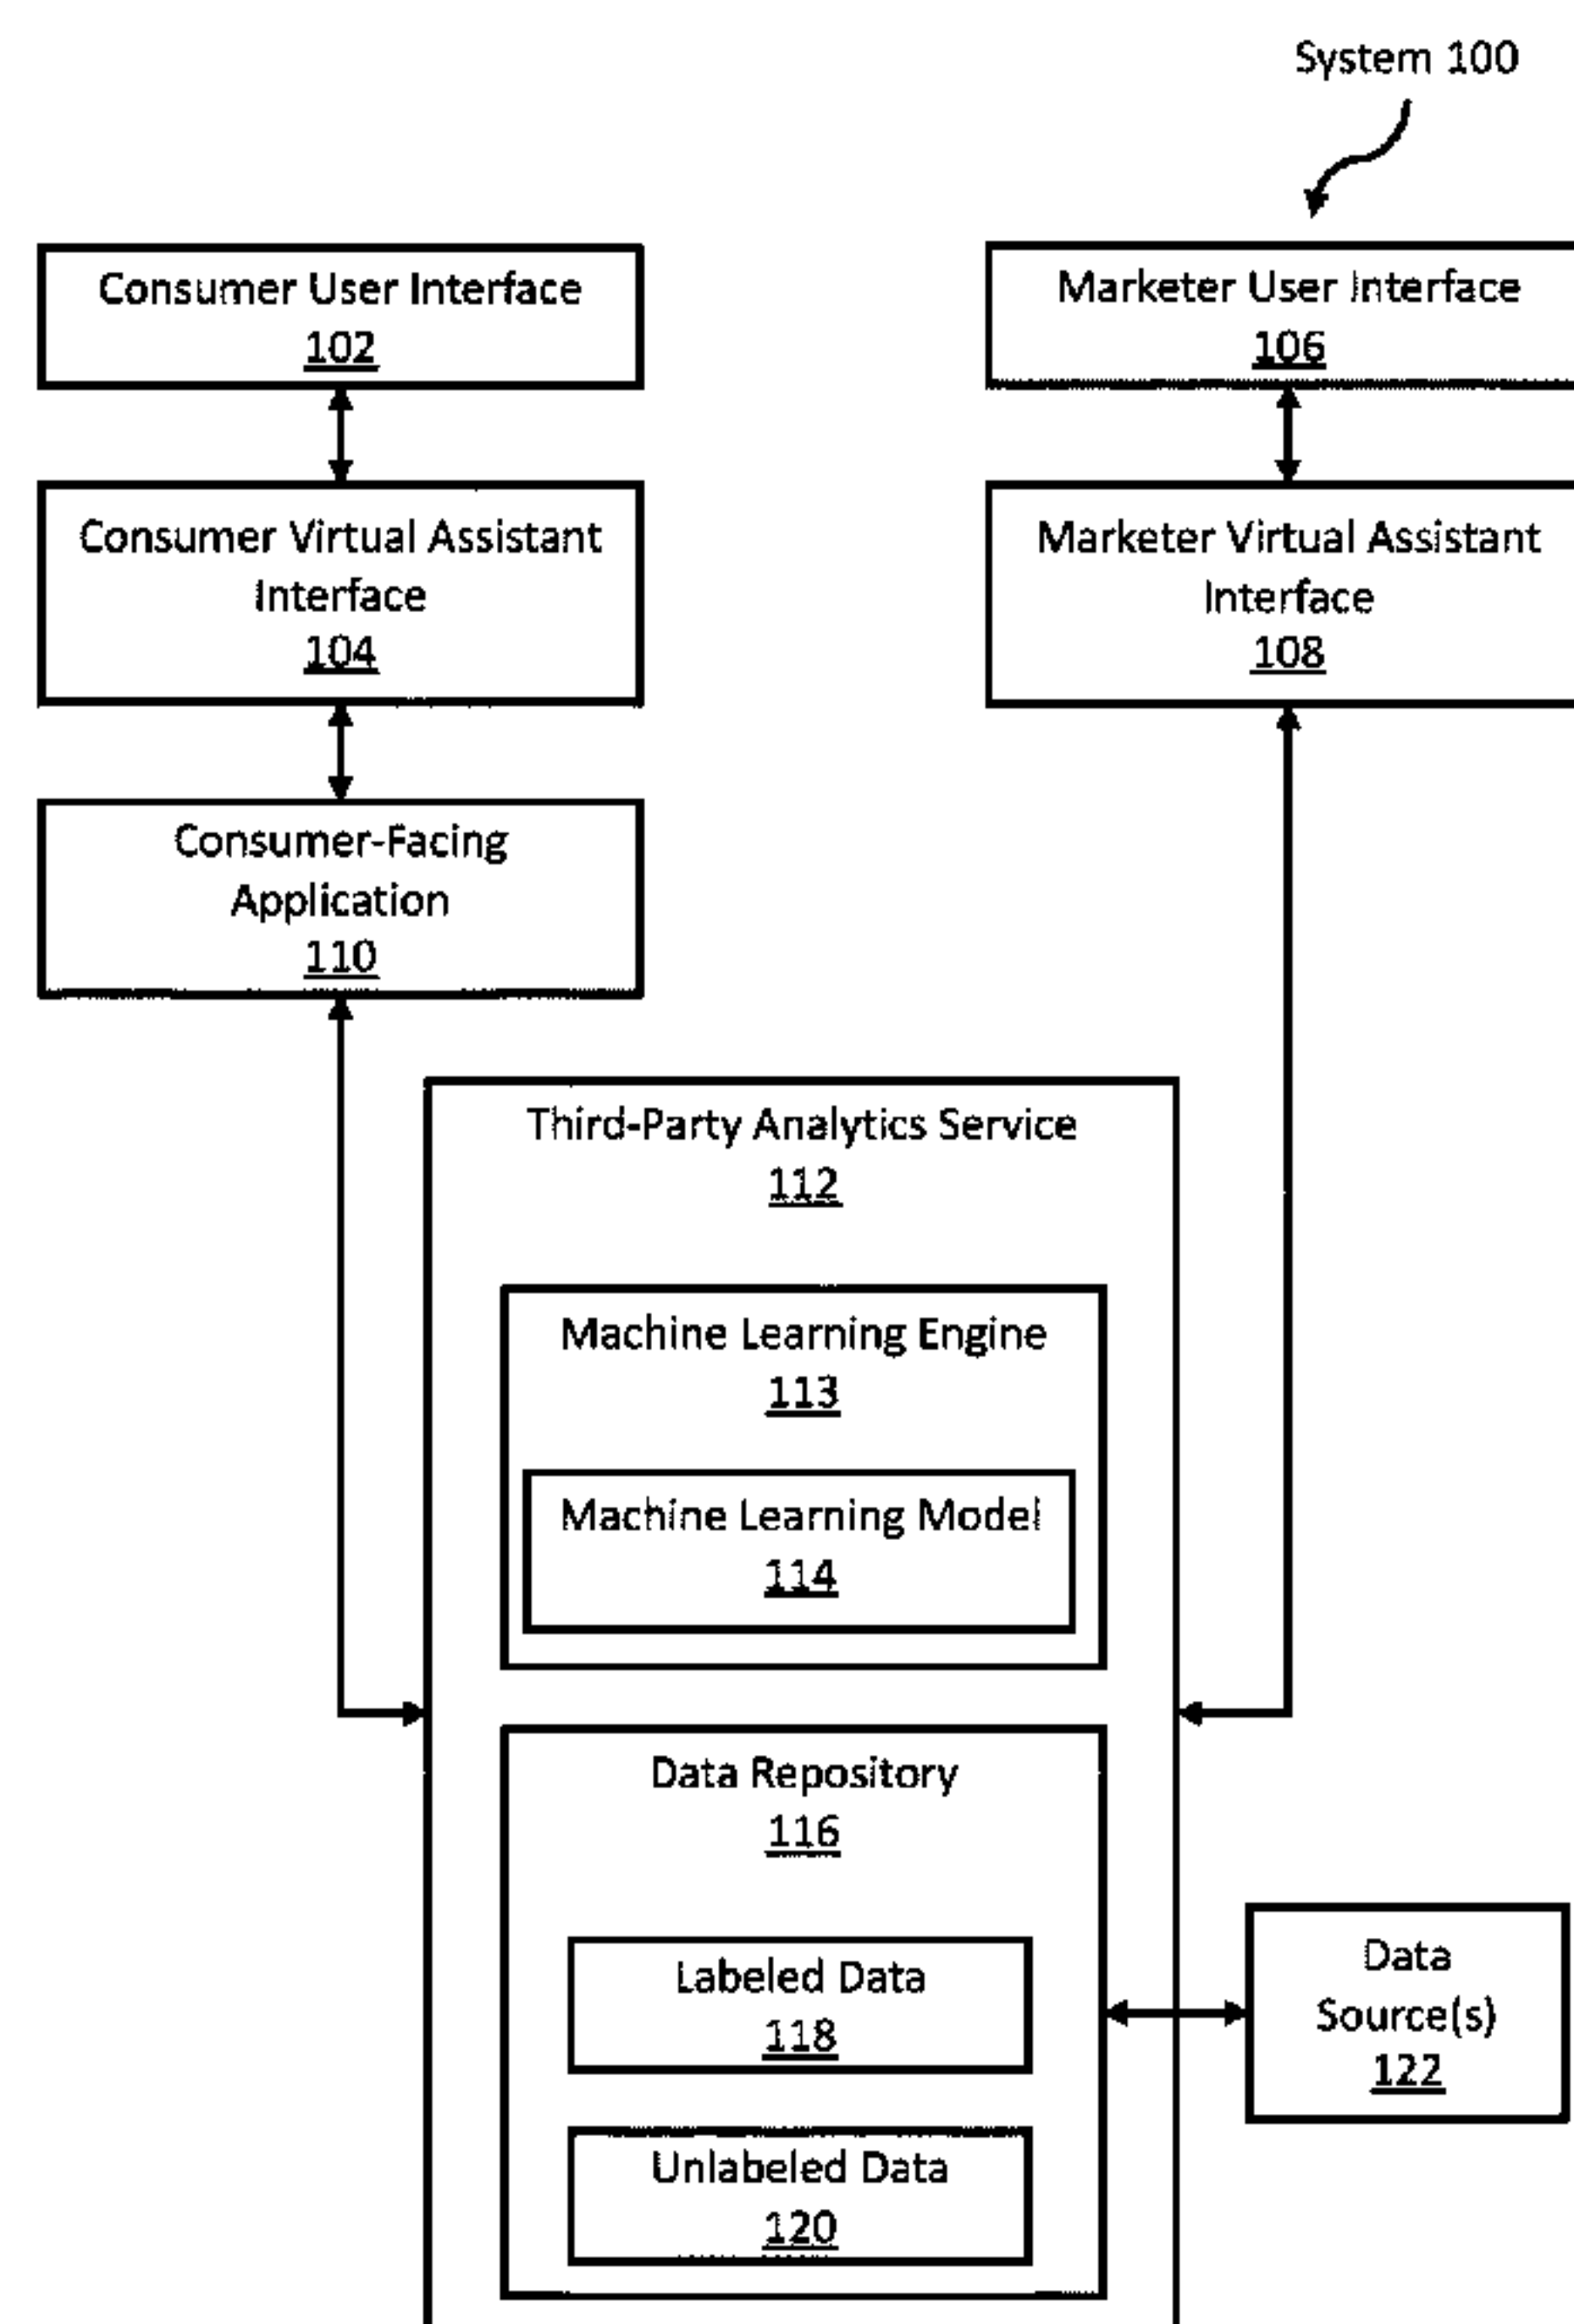 System 100
Consumer User Interface
102
Marketer User Interface
106
Consumer Virtual Assistant
Interface
104
Marketer Virtual Assistant
Interface
108
Consumer-Facing
Application
110
Third-Party Analytics Service
112
Machine Learning Engine
113
Machine Learning Model
114
Data Repository
116
Labeled Data
118
Data
Source(s)
122
Unlabeled Data
120